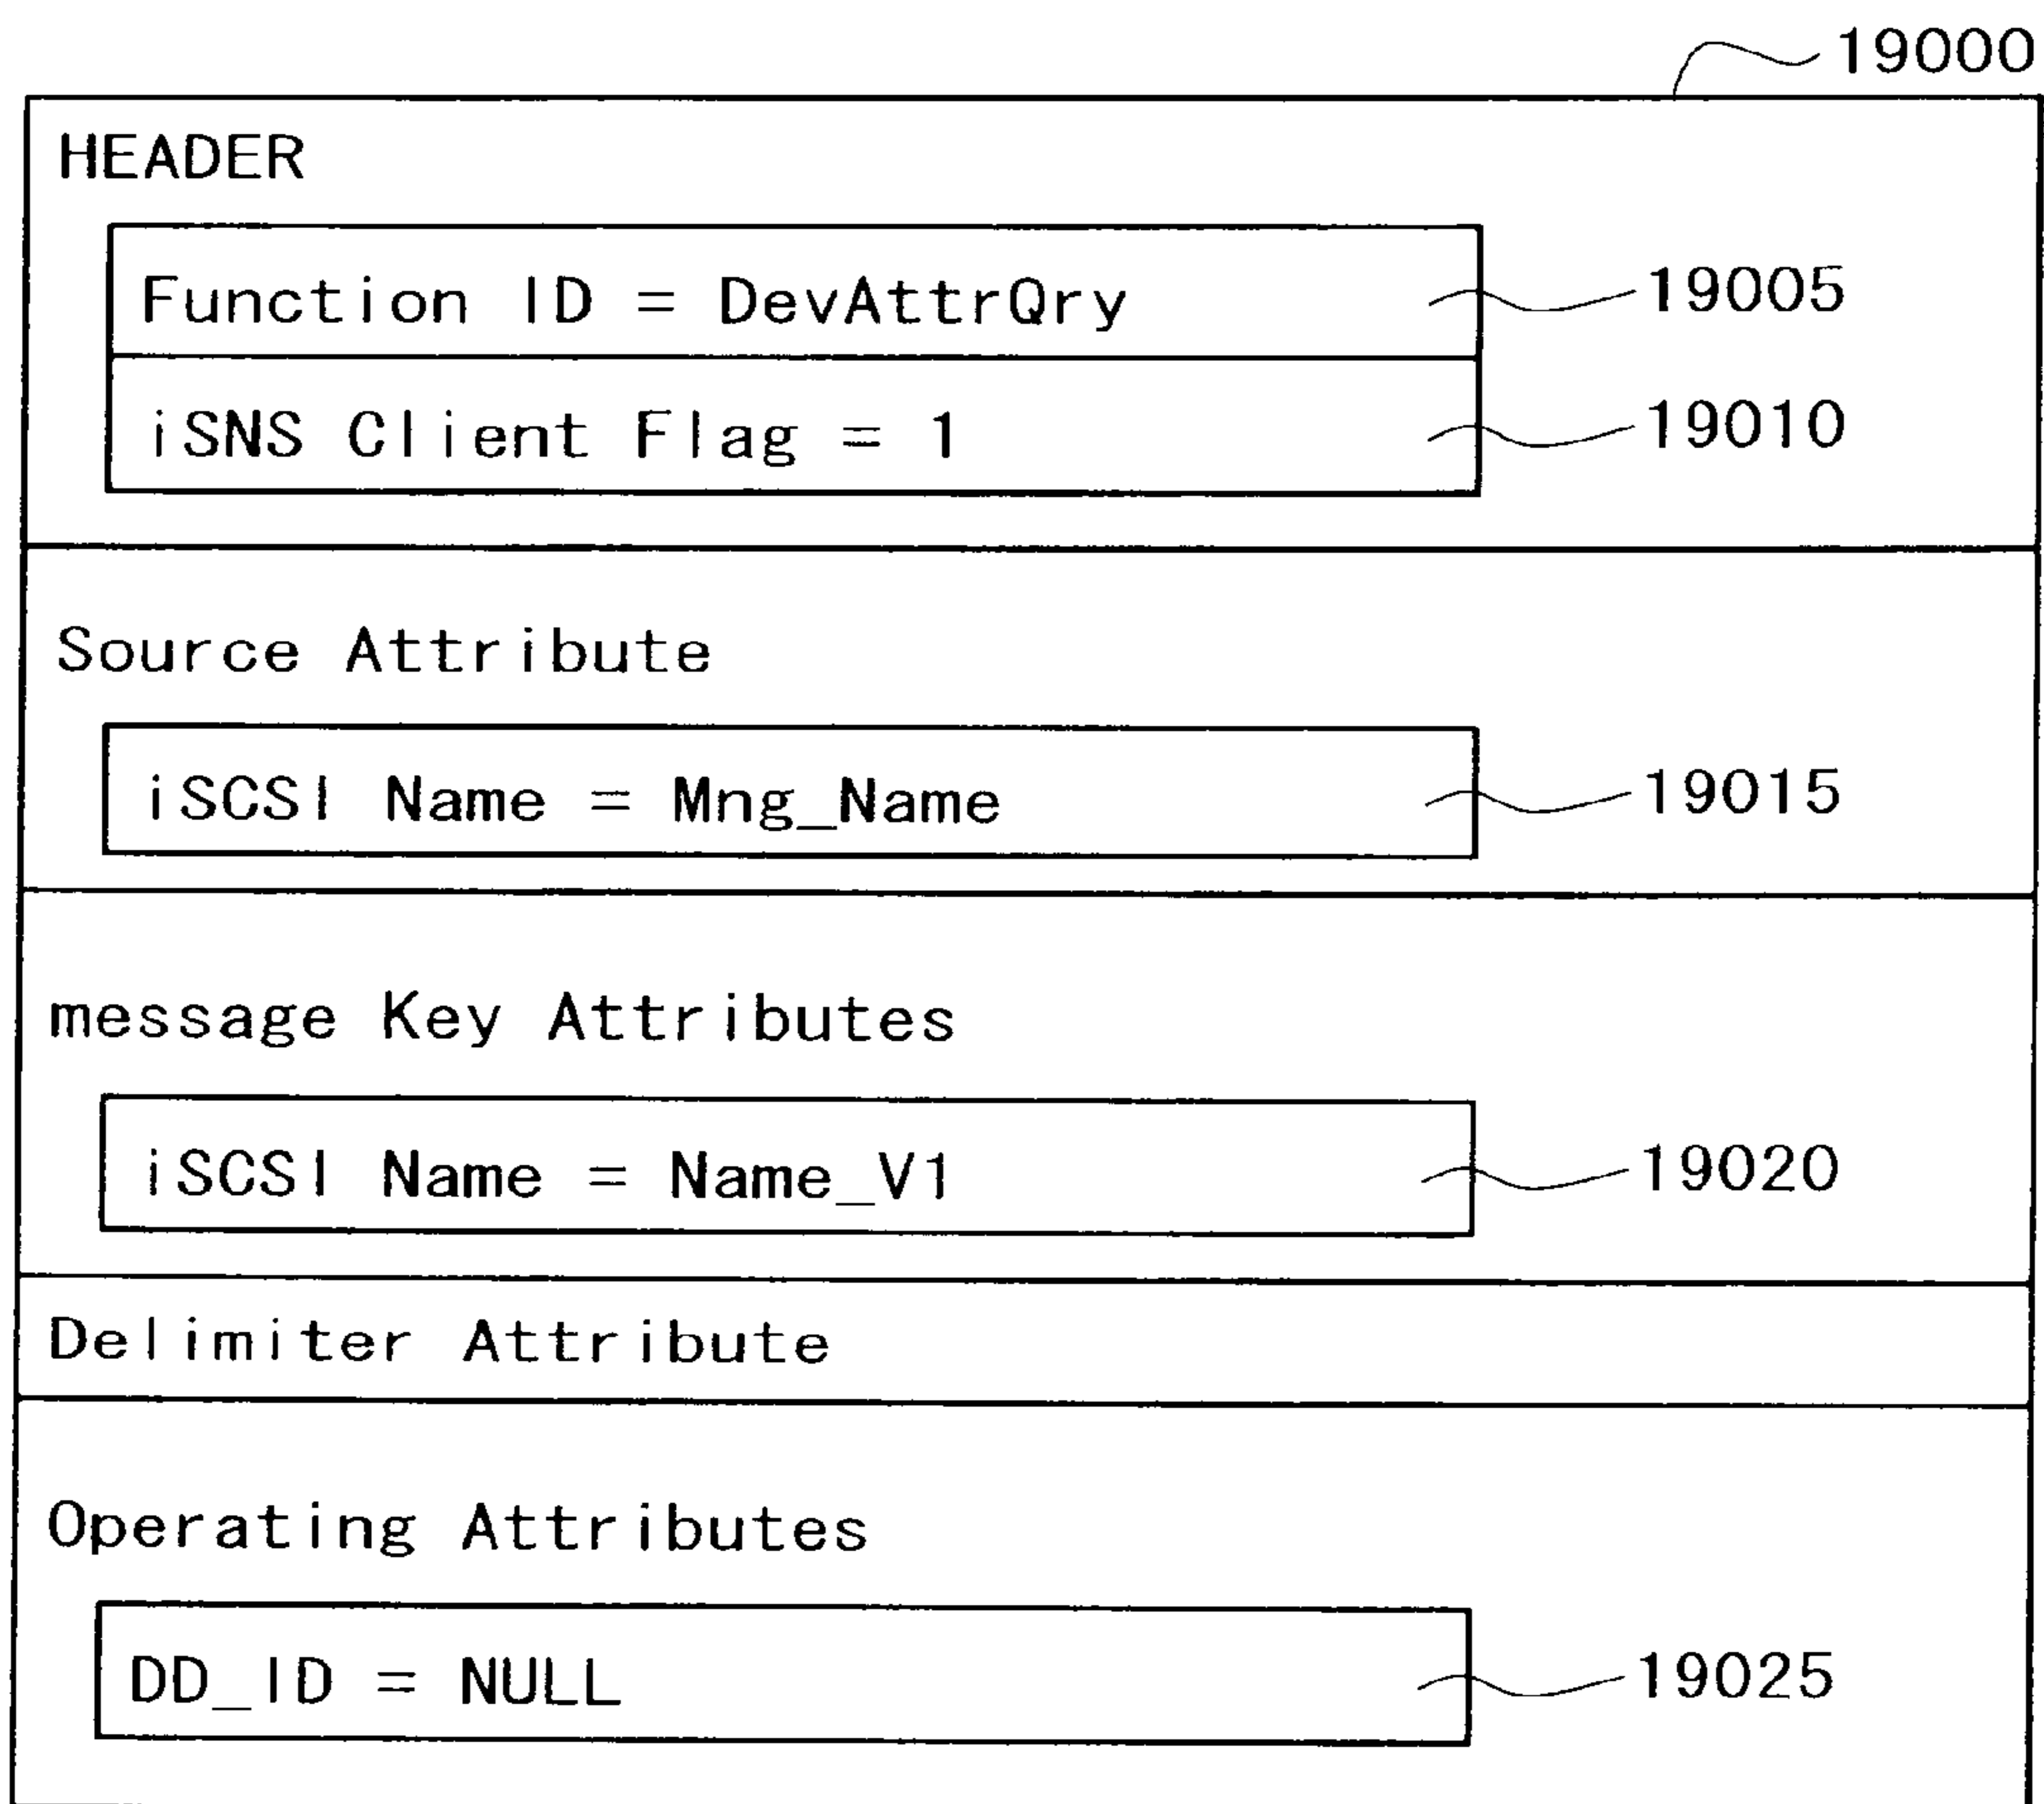 19000
HEADER
Function ID = DevAttrQry 19005
iSNS Client Flag = 1 19010
Source Attribute
iSCSI Name = Mng_Name 19015
message Key Attributes
iSCSI Name = Name_V1 19020
Delimiter Attribute
Operating Attributes
DD_ID = NULL 19025